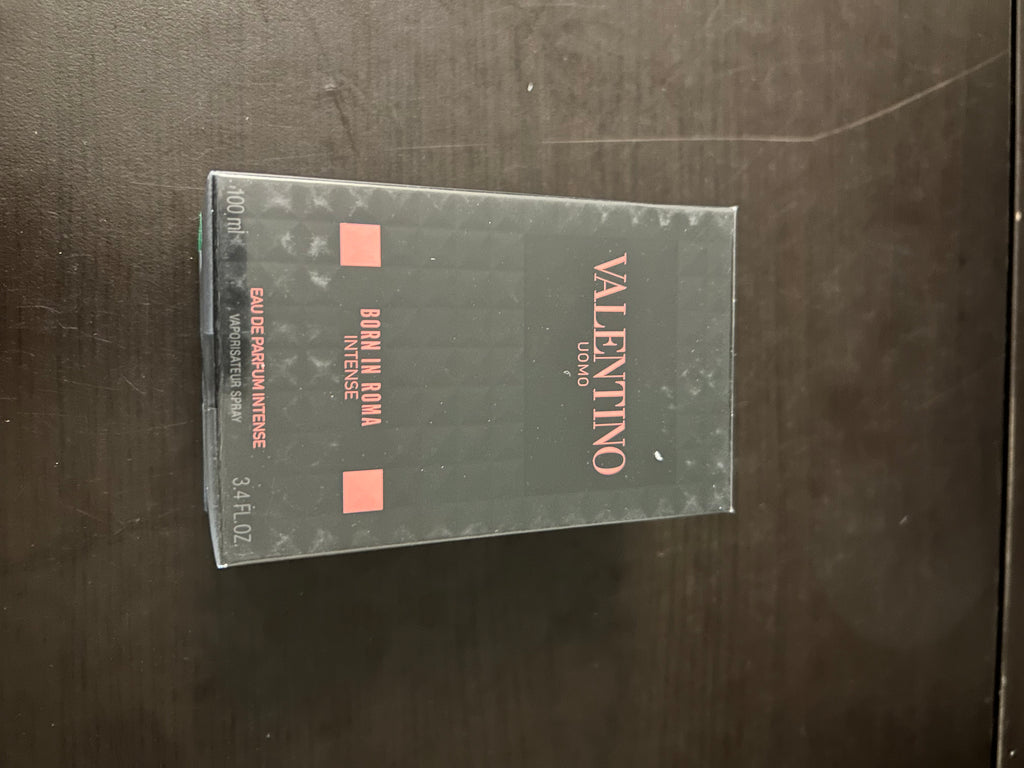 VALENTINO
UOMO
BORN IN ROMA
INTENSE
EAU DE PARFUM INTENSE
VAPORISATEUR SPRAY
100 ml
3.4 FL.OZ